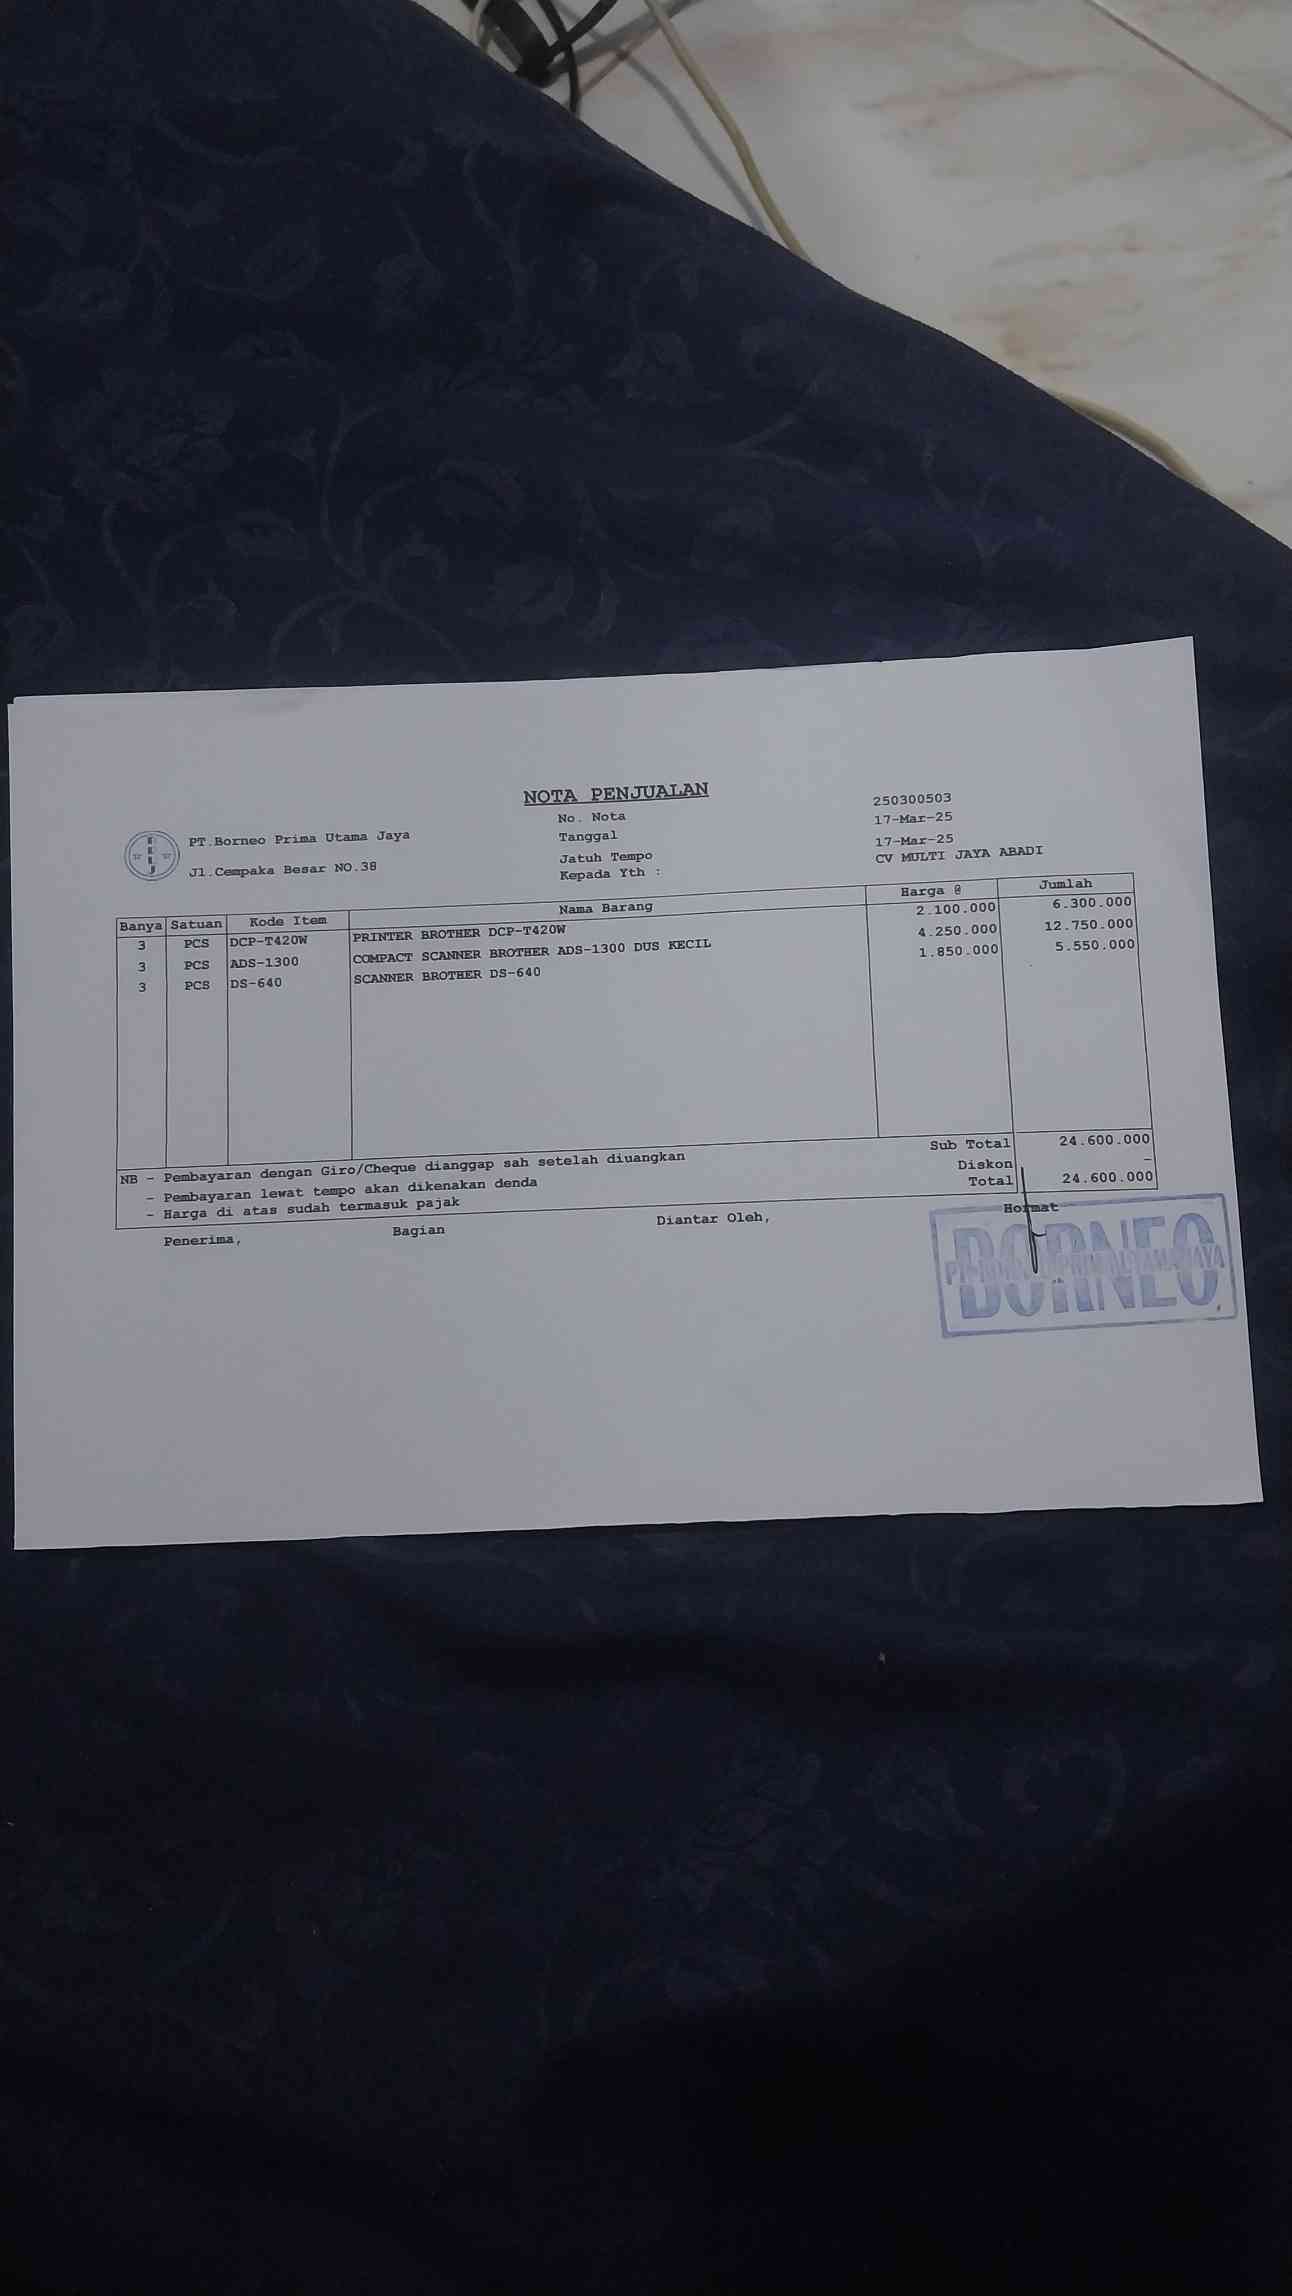 NOTA PENJUALAN
PT.Borneo Prima Utama Jaya
Jl.Cempaka Besar NO.38
No. Nota 250300503
Tanggal 17-Mar-25
Jatuh Tempo 17-Mar-25
Kepada Yth : CV MULTI JAYA ABADI
Banya Satuan Kode Item Nama Barang Harga @ Jumlah
3 PCS DCP-T420W PRINTER BROTHER DCP-T420W 2.100.000 6.300.000
3 PCS ADS-1300 COMPACT SCANNER BROTHER ADS-1300 DUS KECIL 4.250.000 12.750.000
3 PCS DS-640 SCANNER BROTHER DS-640 1.850.000 5.550.000
NB - Pembayaran dengan Giro/Cheque dianggap sah setelah diuangkan Sub Total 24.600.000
- Pembayaran lewat tempo akan dikenakan denda Diskon -
- Harga di atas sudah termasuk pajak Total 24.600.000
Penerima, Bagian Diantar Oleh, Hormat
BORNEO